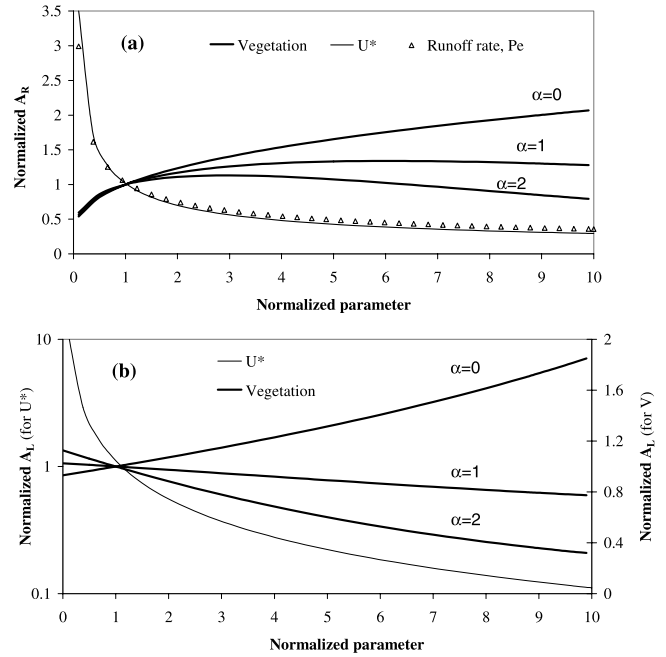 3.5
3
2.5
2
1.5
1
0.5
0
Normalized A_R
(a)
Vegetation
U*
Runoff rate, Pe
α=0
α=1
α=2
0 1 2 3 4 5 6 7 8 9 10
Normalized parameter
10
1
0.1
Normalized A_L (for U*)
(b)
U*
Vegetation
α=0
α=1
α=2
2
1.6
1.2
0.8
0.4
0
Normalized A_L (for V)
0 1 2 3 4 5 6 7 8 9 10
Normalized parameter